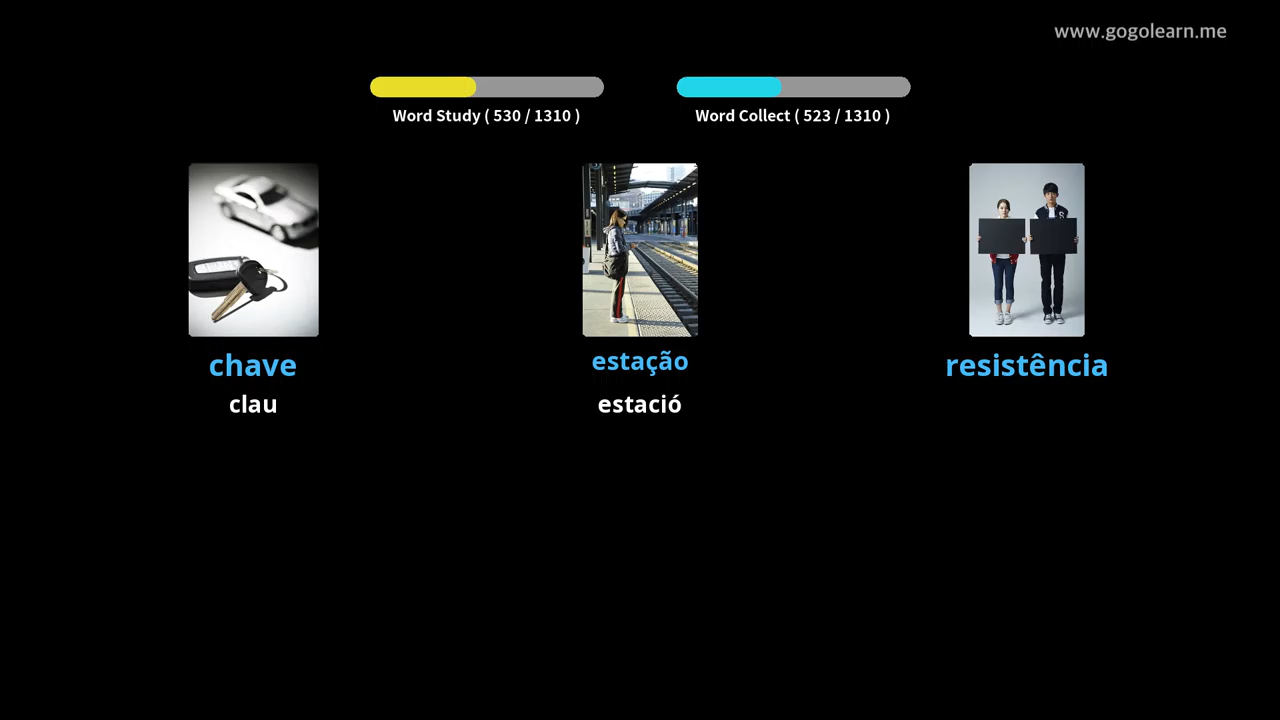 www.gogolearn.me
Word Study ( 530 / 1310 )
Word Collect ( 523 / 1310 )
chave
estação
resistência
clau
estació